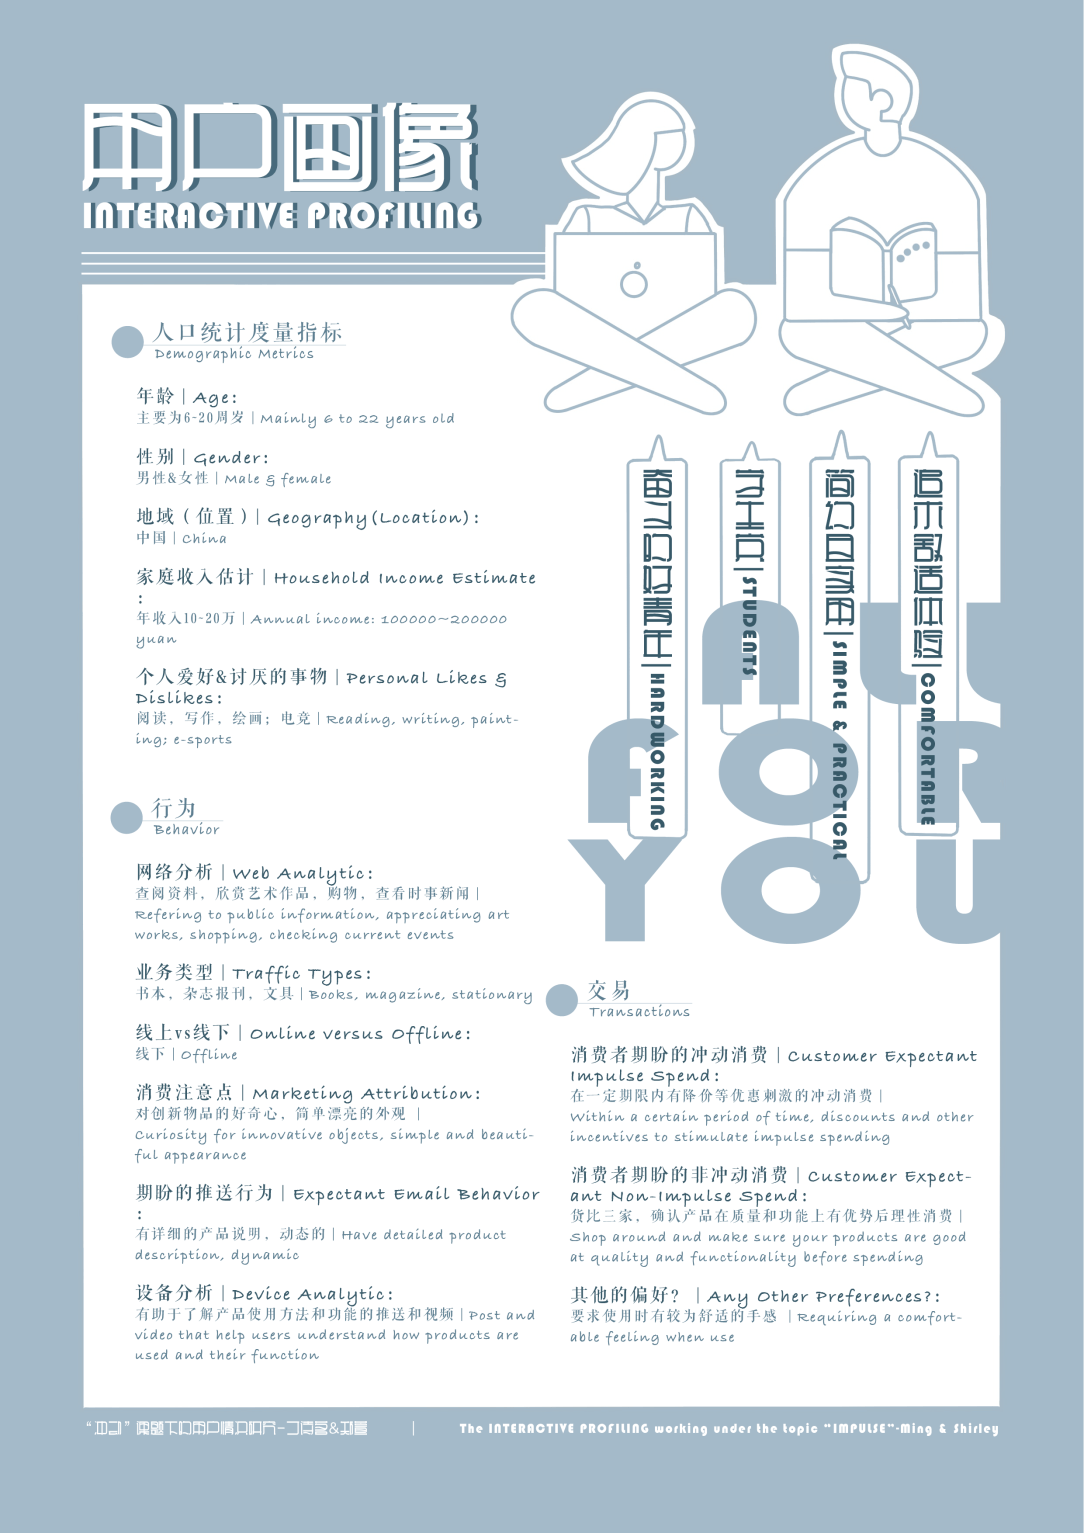 用户画像
INTERACTIVE PROFILING
人口统计度量指标
Demographic Metrics
年龄 | Age:
主要为6-20周岁 | Mainly 6 to 22 years old
性别 | Gender:
男性&女性 | Male & female
地域（位置）| Geography(Location):
中国 | China
家庭收入估计 | Household Income Estimate
:
年收入10-20万 | Annual income: 100000~200000
yuan
个人爱好&讨厌的事物 | Personal Likes &
Dislikes:
阅读，写作，绘画；电竞 | Reading, writing, paint-
ing; e-sports
行为
Behavior
网络分析 | Web Analytic:
查阅资料，欣赏艺术作品，购物，查看时事新闻 |
Refering to public information, appreciating art
works, shopping, checking current events
业务类型 | Traffic Types:
书本，杂志报刊，文具 | Books, magazine, stationary
线上vs线下 | Online versus Offline:
线下 | Offline
消费注意点 | Marketing Attribution:
对创新物品的好奇心，简单漂亮的外观 |
Curiosity for innovative objects, simple and beauti-
ful appearance
期盼的推送行为 | Expectant Email Behavior
:
有详细的产品说明，动态的 | Have detailed product
description, dynamic
设备分析 | Device Analytic:
有助于了解产品使用方法和功能的推送和视频 | Post and
video that help users understand how products are
used and their function
奋斗的好青年 | HARDWORKING
学生党 | STUDENTS
简约且实用 | SIMPLE & PRACTICAL
追求舒适体验 | COMFORTABLE
ALL
FOR
YOU
交易
Transactions
消费者期盼的冲动消费 | Customer Expectant
Impulse Spend:
在一定期限内有降价等优惠刺激的冲动消费 |
Within a certain period of time, discounts and other
incentives to stimulate impulse spending
消费者期盼的非冲动消费 | Customer Expect-
ant Non-Impulse Spend:
货比三家，确认产品在质量和功能上有优势后理性消费 |
Shop around and make sure your products are good
at quality and functionality before spending
其他的偏好？ | Any Other Preferences?:
要求使用时有较为舒适的手感 | Requiring a comfort-
able feeling when use
|
The INTERACTIVE PROFILING working under the topic "IMPULSE"-Ming & Shirley